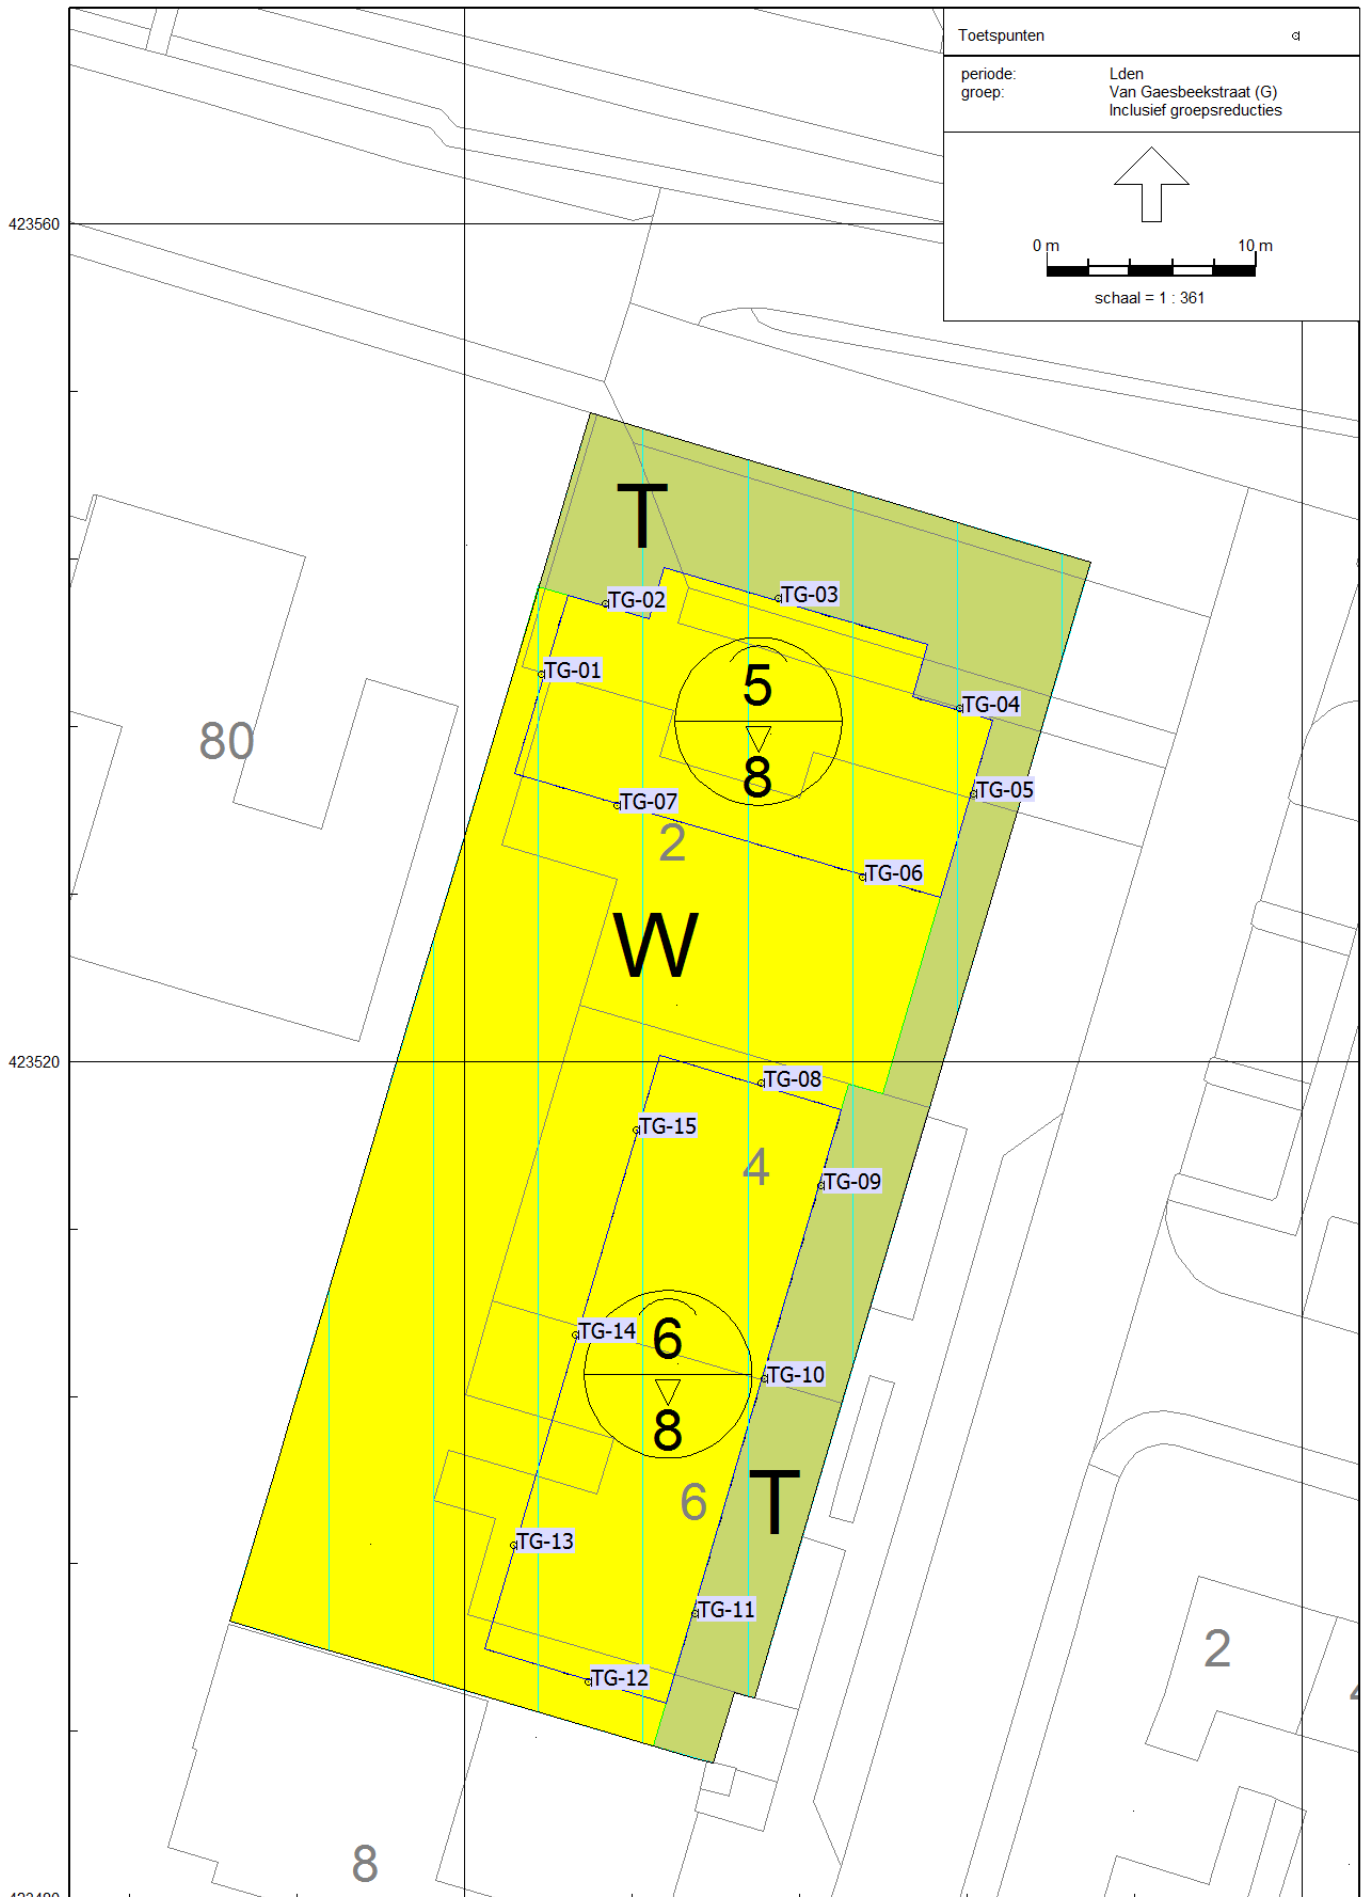 Toetspunten
periode: Lden
groep: Van Gaesbeekstraat (G)
Inclusief groepsreducties
0 m 10 m
schaal = 1 : 361
423560
T
TG-02
TG-03
TG-01
5
8
TG-04
80
TG-05
TG-07
2
TG-06
W
423520
TG-08
TG-15
4
TG-09
6
8
TG-14
TG-10
6
T
TG-13
TG-11
2
TG-12
8